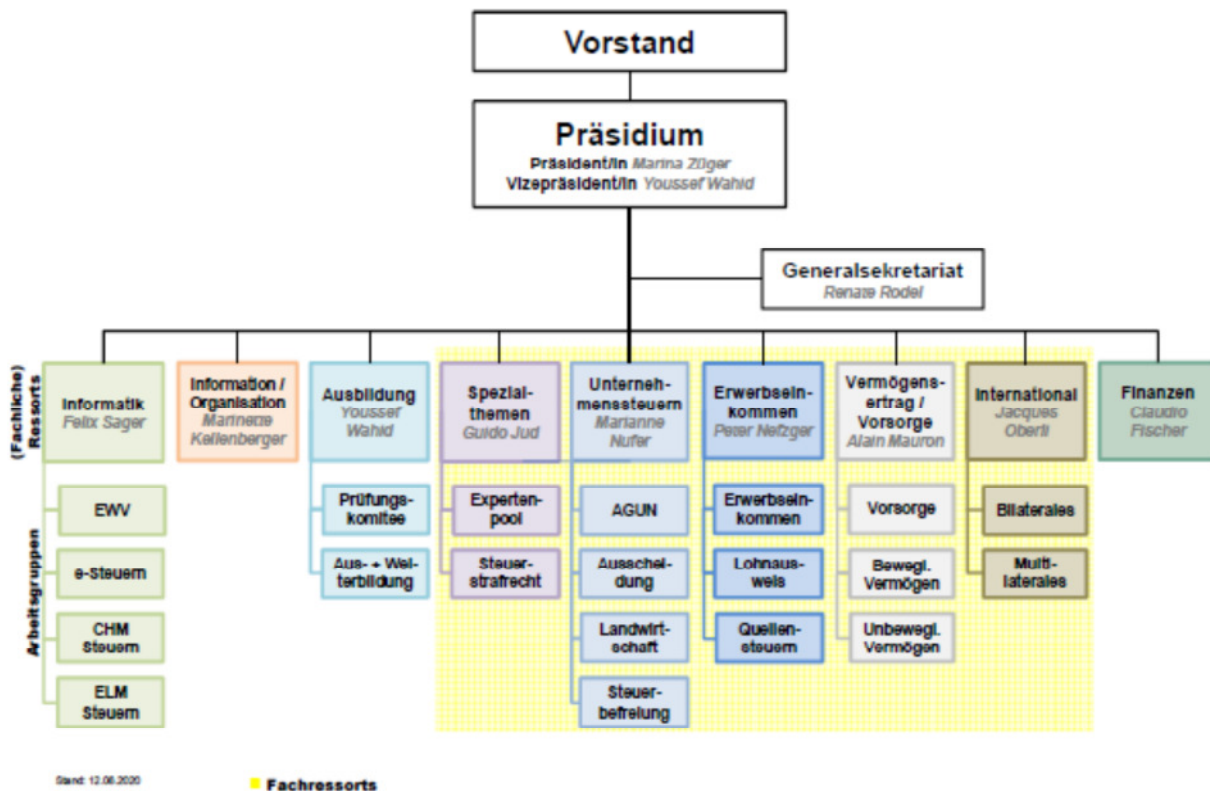 Vorstand
Präsidium
Präsident/in Marina Züger
Vizepräsident/in Youssef Wahid
Generalsekretariat
Renate Rodel
(Fachliche)
Ressorts
Informatik
Felix Sager
Information /
Organisation
Marinette
Kellenberger
Ausbildung
Youssef
Wahid
Spezial-
themen
Guido Jud
Unterneh-
menssteuern
Marianne
Nufer
Erwerbsein-
kommen
Peter Nefzger
Vermögens-
ertrag /
Vorsorge
Alain Mauron
International
Jacques
Oberli
Finanzen
Claudio
Fischer
Arbeitsgruppen
EWV
e-Steuern
CHM
Steuern
ELM
Steuern
Prüfungs-
komitee
Aus- + Wei-
terbildung
Experten-
pool
Steuer-
strafrecht
AGUN
Ausschei-
dung
Landwirt-
schaft
Steuer-
befreiung
Erwerbsein-
kommen
Lohnaus-
weis
Quellen-
steuern
Vorsorge
Bewegl.
Vermögen
Unbewegl.
Vermögen
Bilaterales
Multi-
laterales
Stand: 12.08.2020
Fachressorts